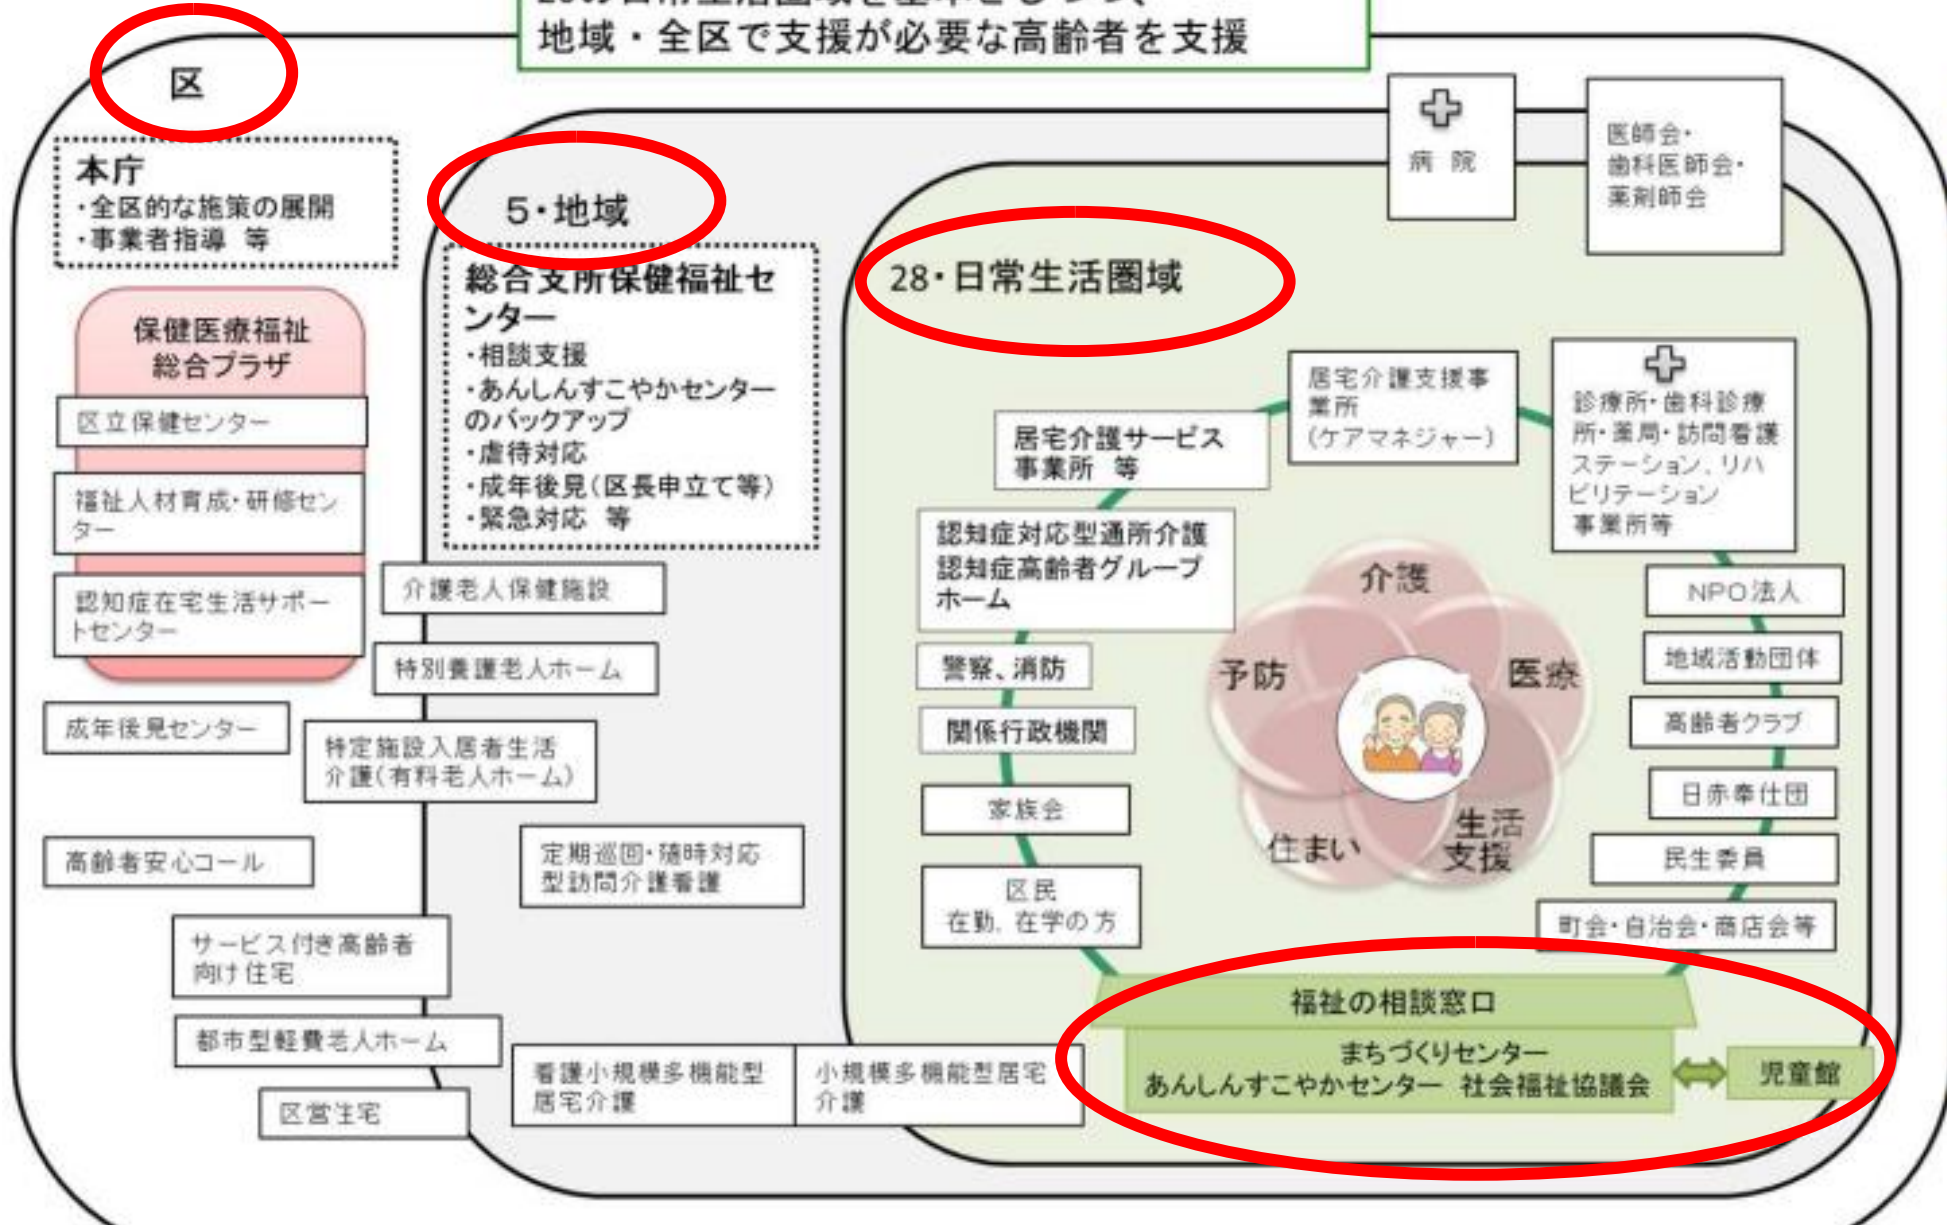 地域・全区で支援が必要な高齢者を支援
区
本庁
・全区的な施策の展開
・事業者指導 等
保健医療福祉
総合プラザ
区立保健センター
福祉人材育成・研修セン
ター
認知症在宅生活サポー
トセンター
成年後見センター
高齢者安心コール
サービス付き高齢者
向け住宅
都市型軽費老人ホーム
区営住宅
介護老人保健施設
特別養護老人ホーム
特定施設入居者生活
介護(有料老人ホーム)
5・地域
総合支所保健福祉セ
ンター
・相談支援
・あんしんすこやかセンター
のバックアップ
・虐待対応
・成年後見(区長申立て等)
・緊急対応 等
定期巡回・随時対応
型訪問介護看護
看護小規模多機能型
居宅介護
小規模多機能型居宅
介護
病院
医師会・
歯科医師会・
薬剤師会
28・日常生活圏域
居宅介護支援事
業所
(ケアマネジャー)
診療所・歯科診療
所・薬局・訪問看護
ステーション、リハ
ビリテーション
事業所等
居宅介護サービス
事業所 等
認知症対応型通所介護
認知症高齢者グループ
ホーム
警察、消防
関係行政機関
家族会
区民
在勤、在学の方
介護
予防
医療
住まい
生活
支援
NPO法人
地域活動団体
高齢者クラブ
日赤奉仕団
民生委員
町会・自治会・商店会等
福祉の相談窓口
まちづくりセンター
あんしんすこやかセンター 社会福祉協議会
児童館